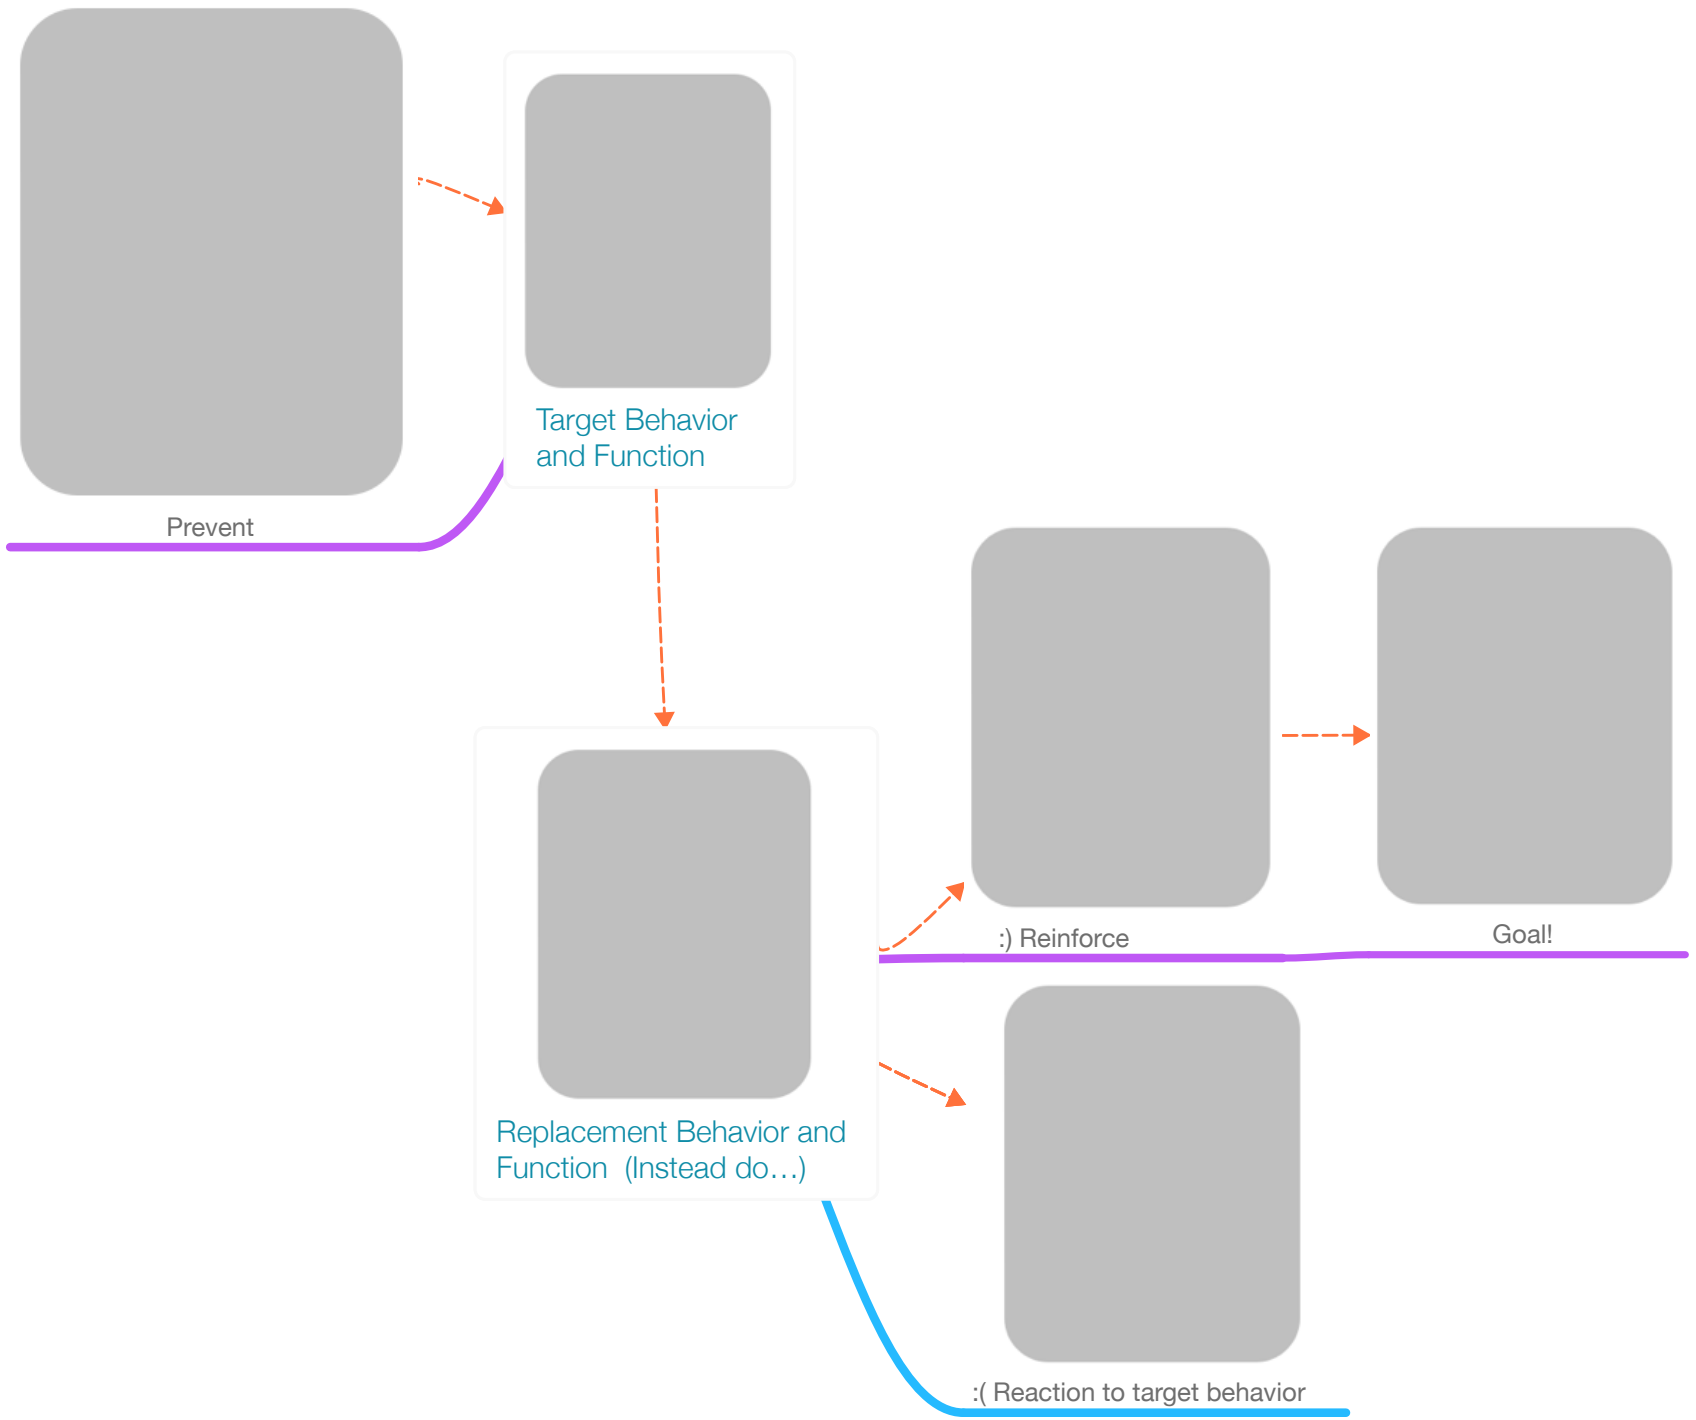 Target Behavior
and Function
Prevent
:) Reinforce
Goal!
Replacement Behavior and
Function  (Instead do…)
:( Reaction to target behavior